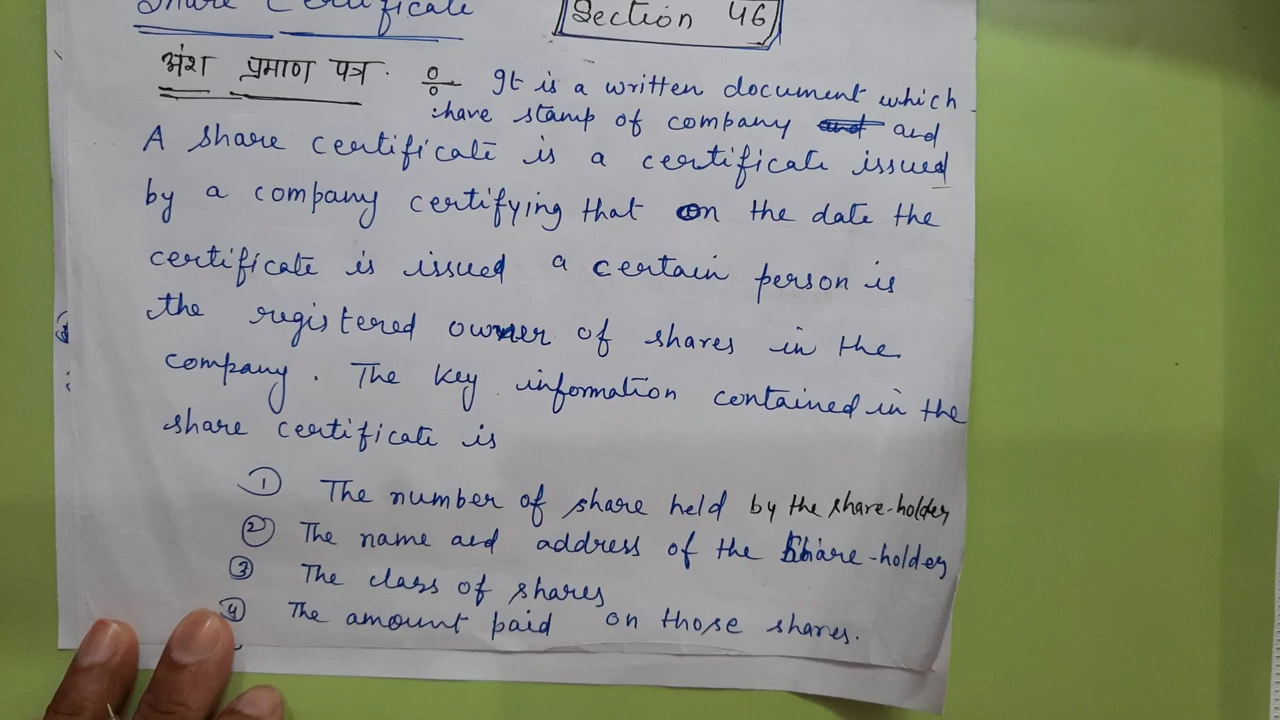 Share Certificate
Section 46
अंश प्रमाण पत्र. ÷ It is a written document which
have stamp of company and
A share certificate is a certificate issued
by a company certifying that on the date the
certificate is issued a certain person is
the registered owner of shares in the
company. The key information contained in the
share certificate is
① The number of share held by the share-holder
② The name and address of the share-holder
③ The class of shares
④ The amount paid on those shares.